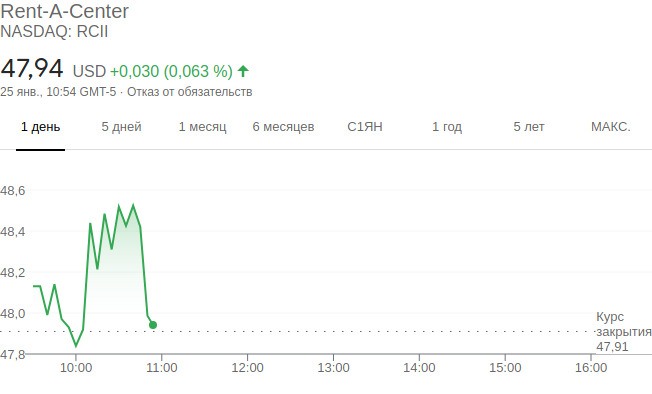 Rent-A-Center
NASDAQ: RCII
47,94 USD +0,030 (0,063 %)
25 янв., 10:54 GMT-5 · Отказ от обязательств
1 день 5 дней 1 месяц 6 месяцев С1ЯН 1 год 5 лет МАКС.
48,6
48,4
48,2
48,0
Курс
закрытия
47,91
47,8
10:00 11:00 12:00 13:00 14:00 15:00 16:00